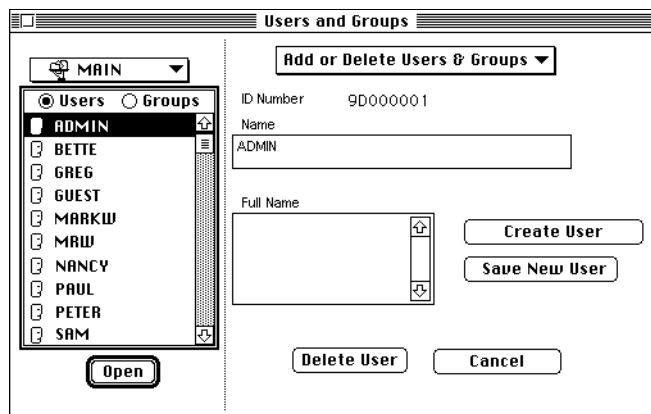 Users and Groups
MAIN
Users Groups
ADMIN
BETTE
GREG
GUEST
MARKW
MRW
NANCY
PAUL
PETER
SAM
Open
Add or Delete Users & Groups
ID Number 9D000001
Name
ADMIN
Full Name
Create User
Save New User
Delete User Cancel